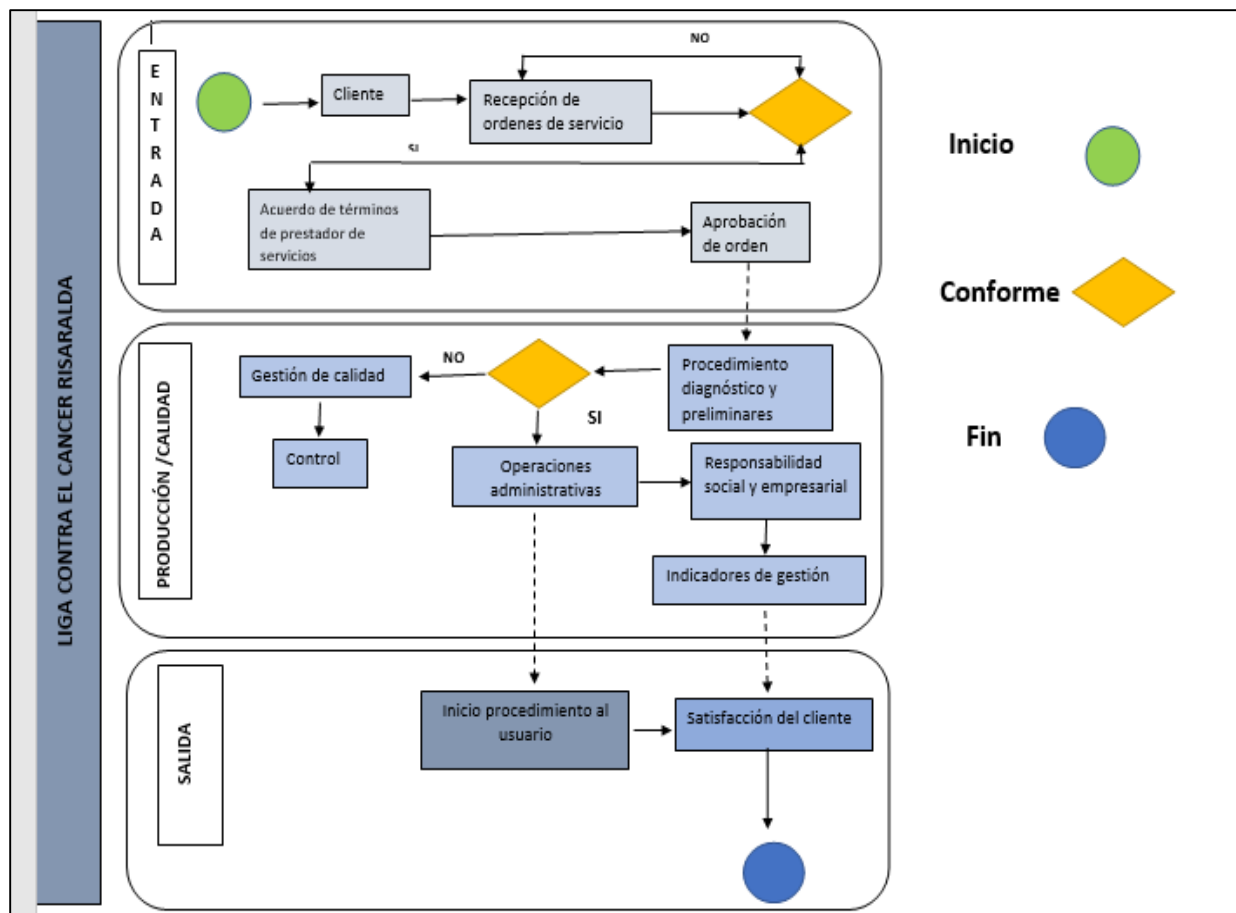 LIGA CONTRA EL CANCER RISARALDA
ENTRADA
NO
Cliente
Recepción de
ordenes de servicio
SI
Acuerdo de términos
de prestador de
servicios
Aprobación
de orden
Inicio
Conforme
Fin
PRODUCCIÓN /CALIDAD
Gestión de calidad
NO
Procedimiento
diagnóstico y
preliminares
SI
Control
Operaciones
administrativas
Responsabilidad
social y empresarial
Indicadores de gestión
SALIDA
Inicio procedimiento al
usuario
Satisfacción del cliente